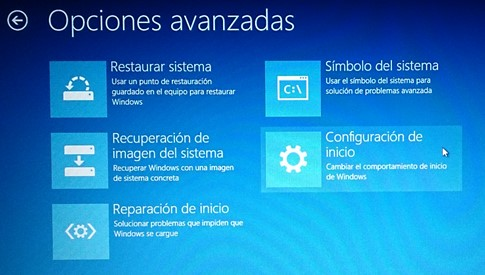 Opciones avanzadas
Restaurar sistema
Usar un punto de restauración
guardado en el equipo para restaurar
Windows
Símbolo del sistema
Usar el símbolo del sistema para
solución de problemas avanzada
C:\
Recuperación de
imagen del sistema
Recuperar Windows con una imagen
de sistema concreta
Configuración de
inicio
Cambiar el comportamiento de inicio
de Windows
Reparación de inicio
Solucionar problemas que impiden que
Windows se cargue